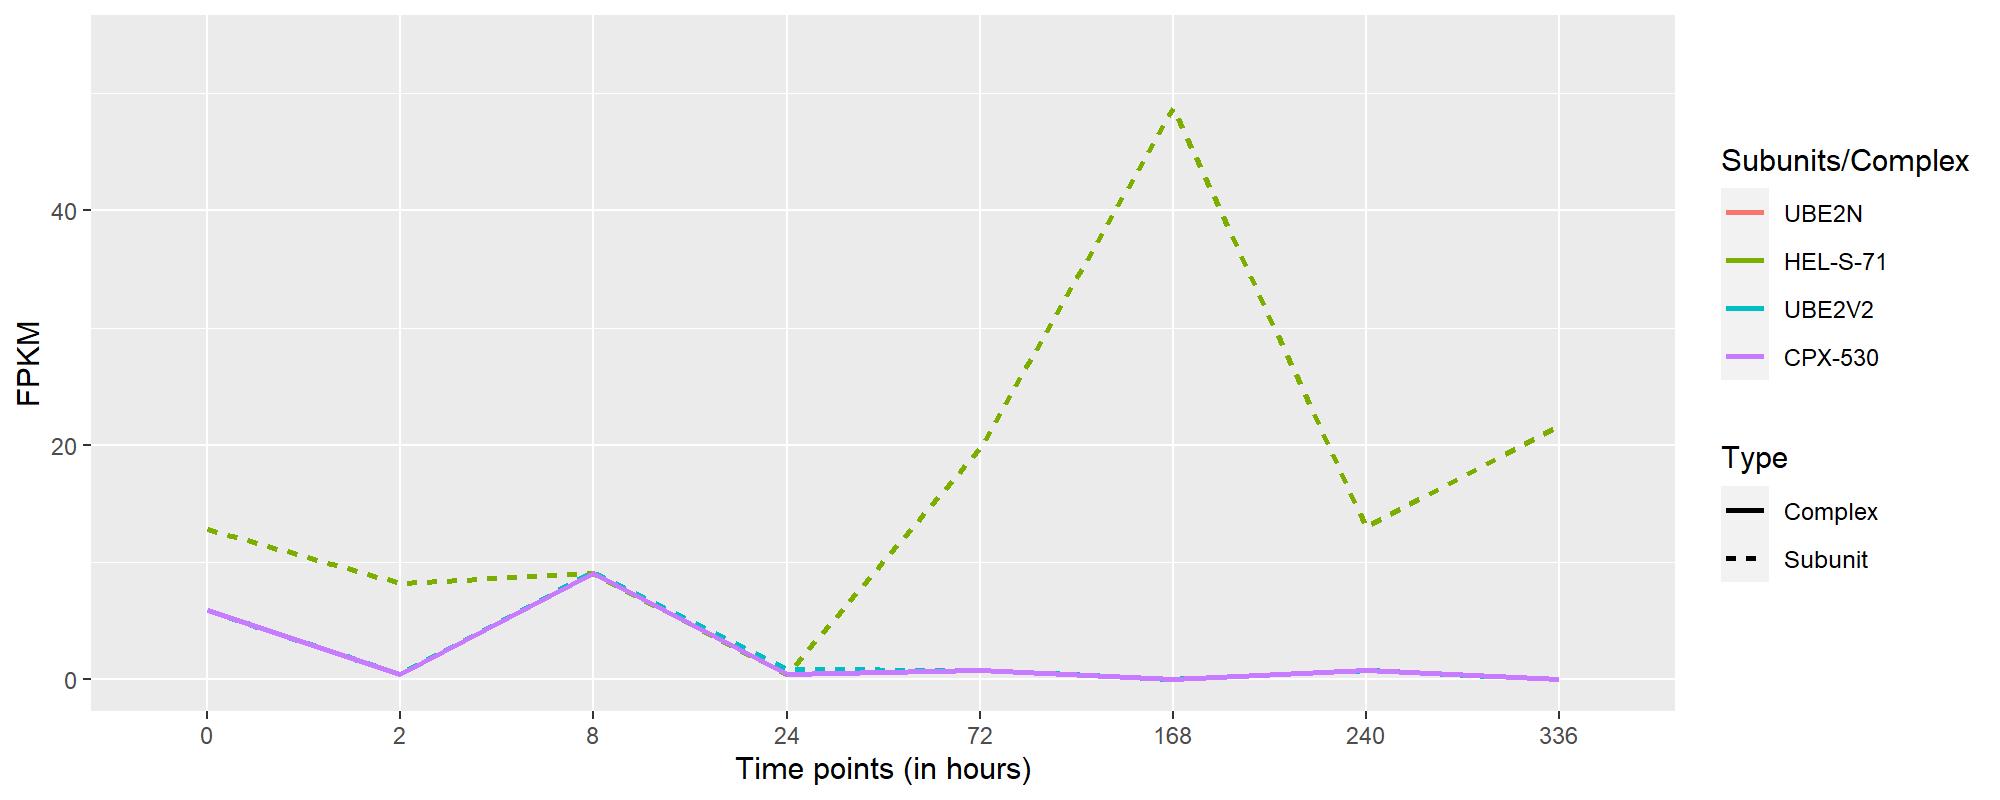 FPKM
40
20
0
0 2 8 24 72 168 240 336
Time points (in hours)
Subunits/Complex
UBE2N
HEL-S-71
UBE2V2
CPX-530
Type
Complex
Subunit